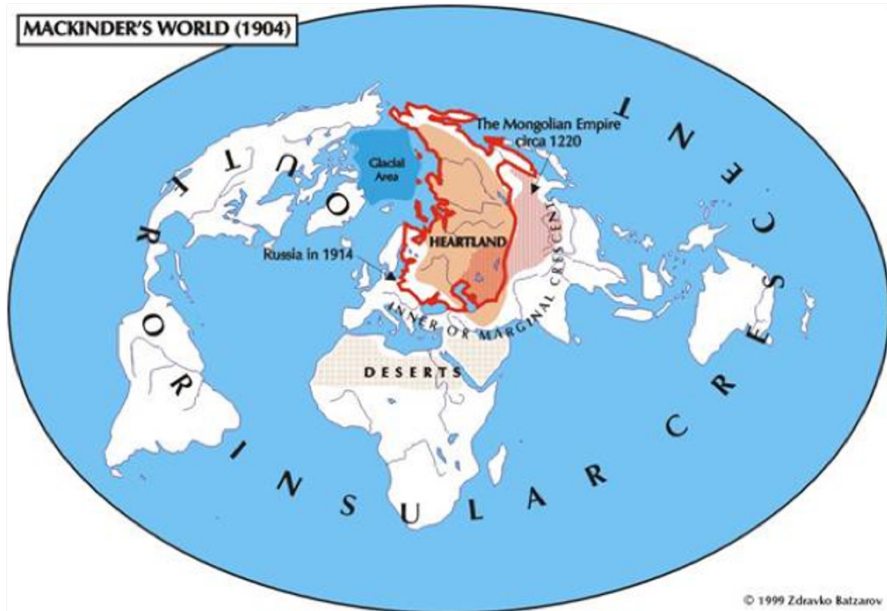 MACKINDER'S WORLD (1904)
The Mongolian Empire
circa 1220
Glacial
Area
HEARTLAND
Russia in 1914
INNER OR MARGINAL CRESCENT
DESERTS
OUTER OR INSULAR CRESCENT
© 1999 Zdravko Batzarov